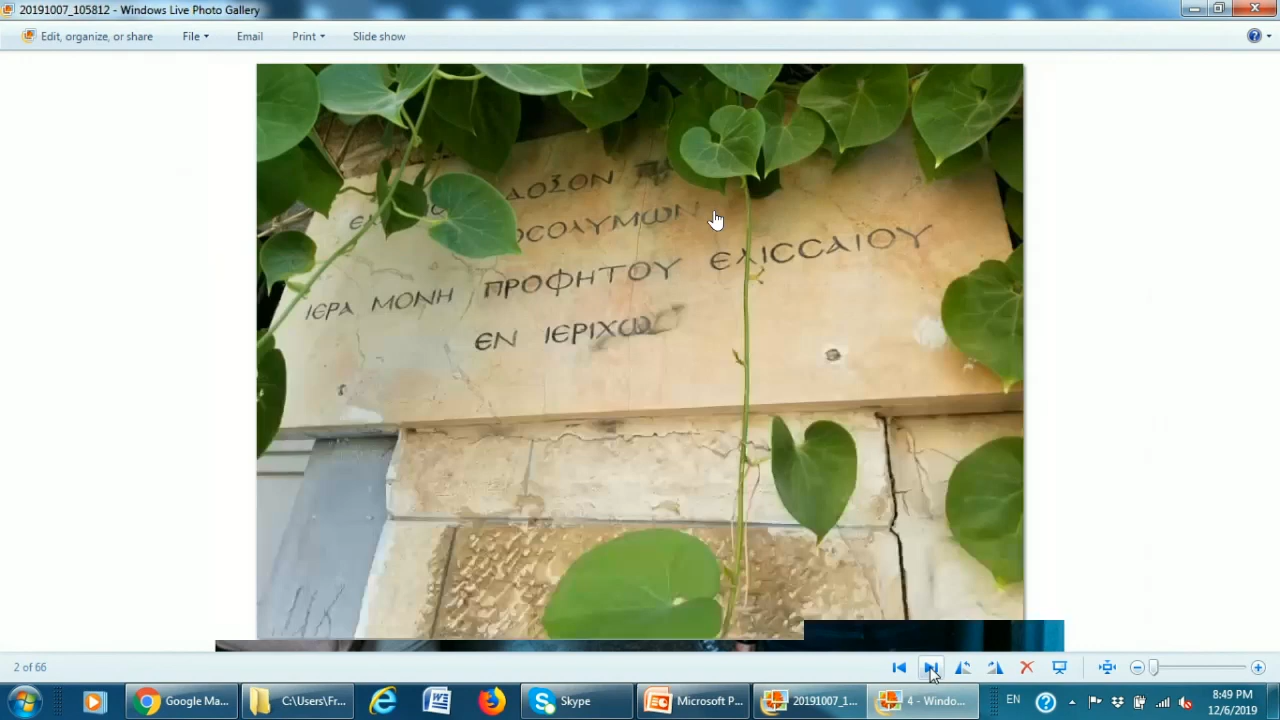 20191007_105812 - Windows Live Photo Gallery
Edit, organize, or share File Email Print Slide show
ΙΕΡΑ ΜΟΝΗ ΠΡΟΦΗΤΟΥ ΕΛΙϹϹΑΙΟΥ
ΕΝ ΙΕΡΙΧΩ
2 of 66
Google Ma... C:\Users\Fr... Skype Microsoft P... 20191007_1... 4 - Windo... EN 8:49 PM
12/6/2019